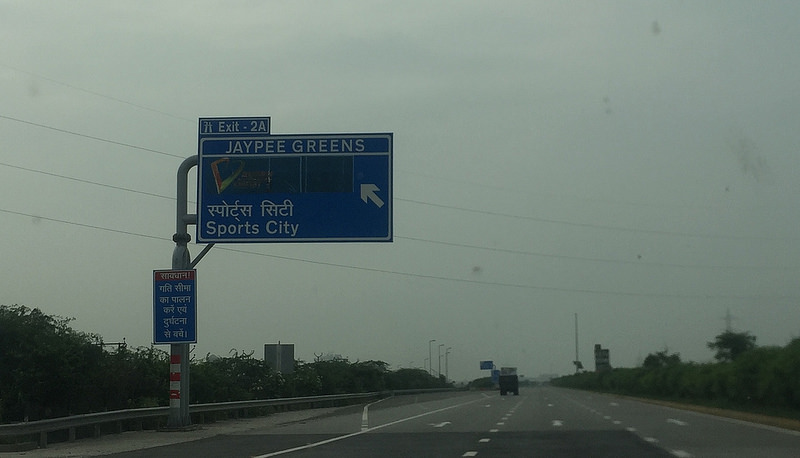 Exit - 2A
JAYPEE GREENS
स्पोर्ट्स सिटी
Sports City
सावधान!
गति सीमा
का पालन
करें एवं
दुर्घटना
से बचें।